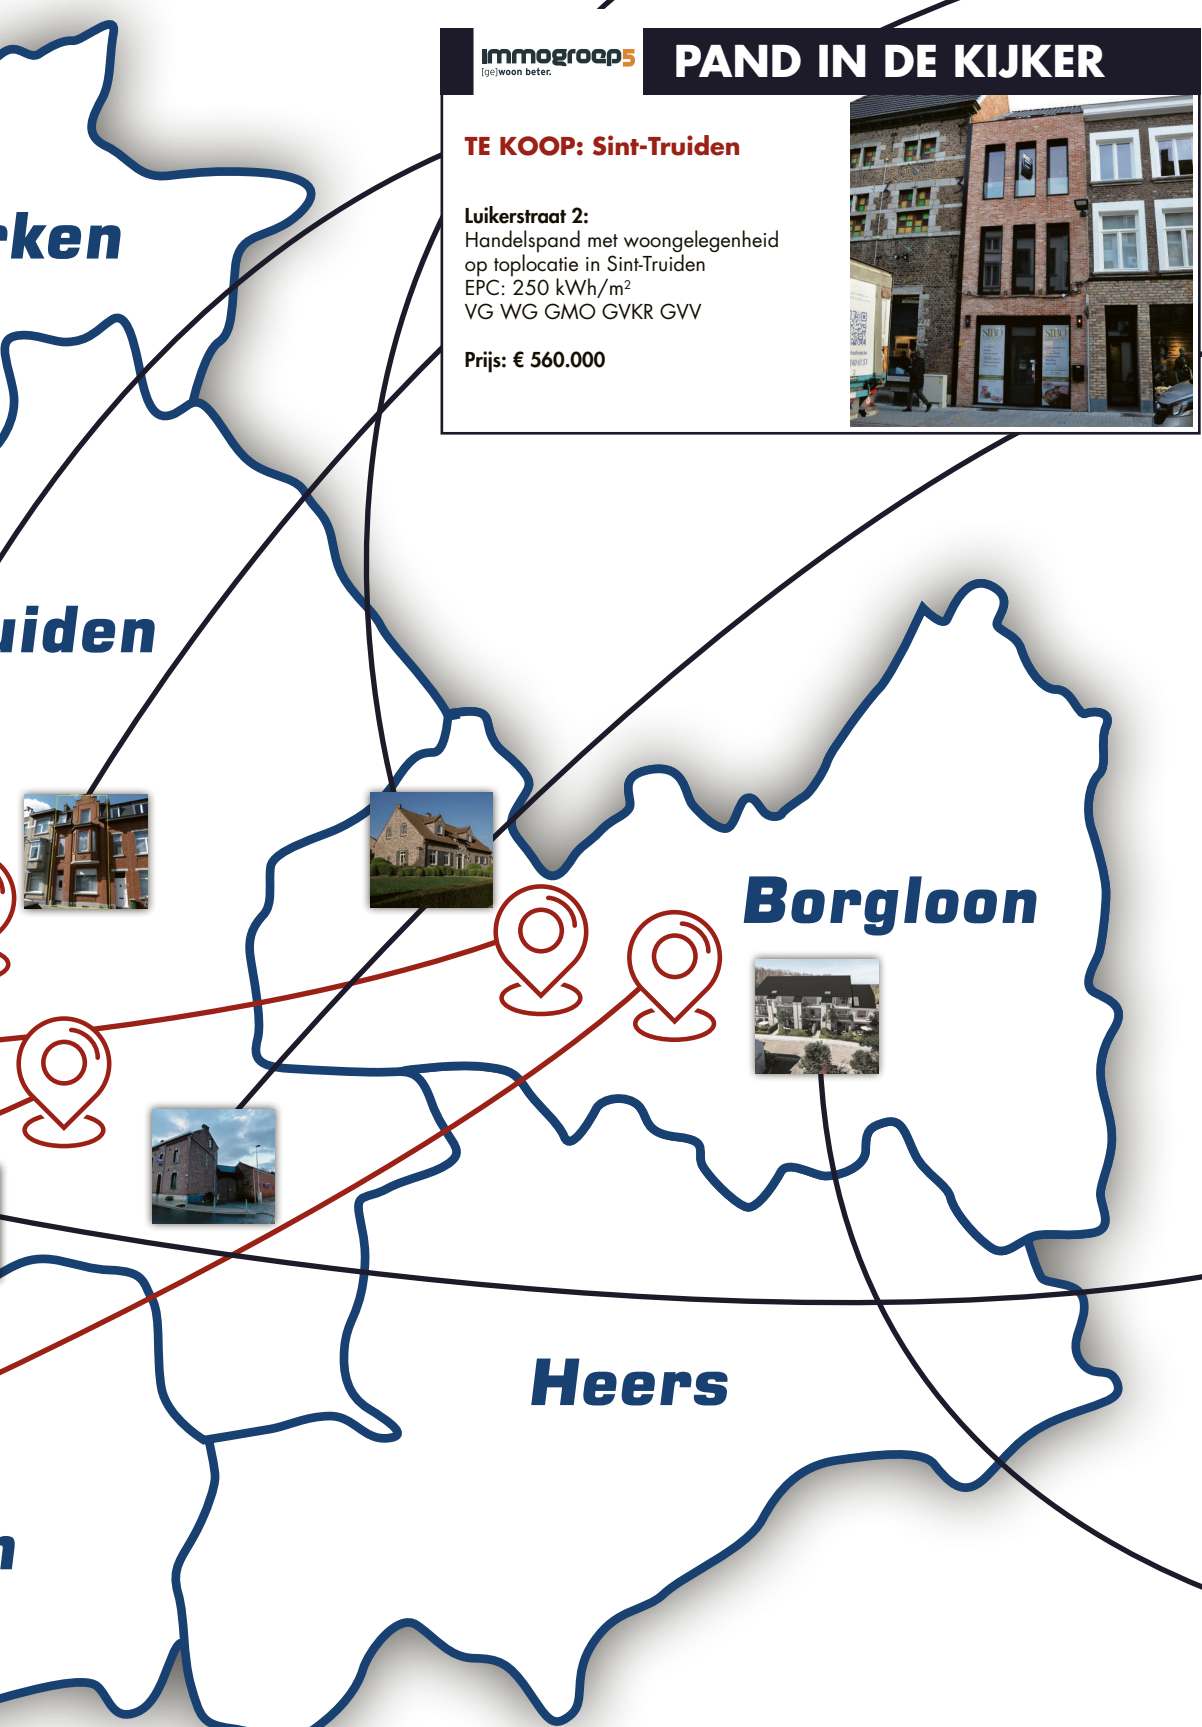 immogroep5
[ge]woon beter.
PAND IN DE KIJKER
TE KOOP: Sint-Truiden
Luikerstraat 2:
Handelspand met woongelegenheid
op toplocatie in Sint-Truiden
EPC: 250 kWh/m²
VG WG GMO GVKR GVV
Prijs: € 560.000
SIBO
SIBO
rken
uiden
Borgloon
Heers
n